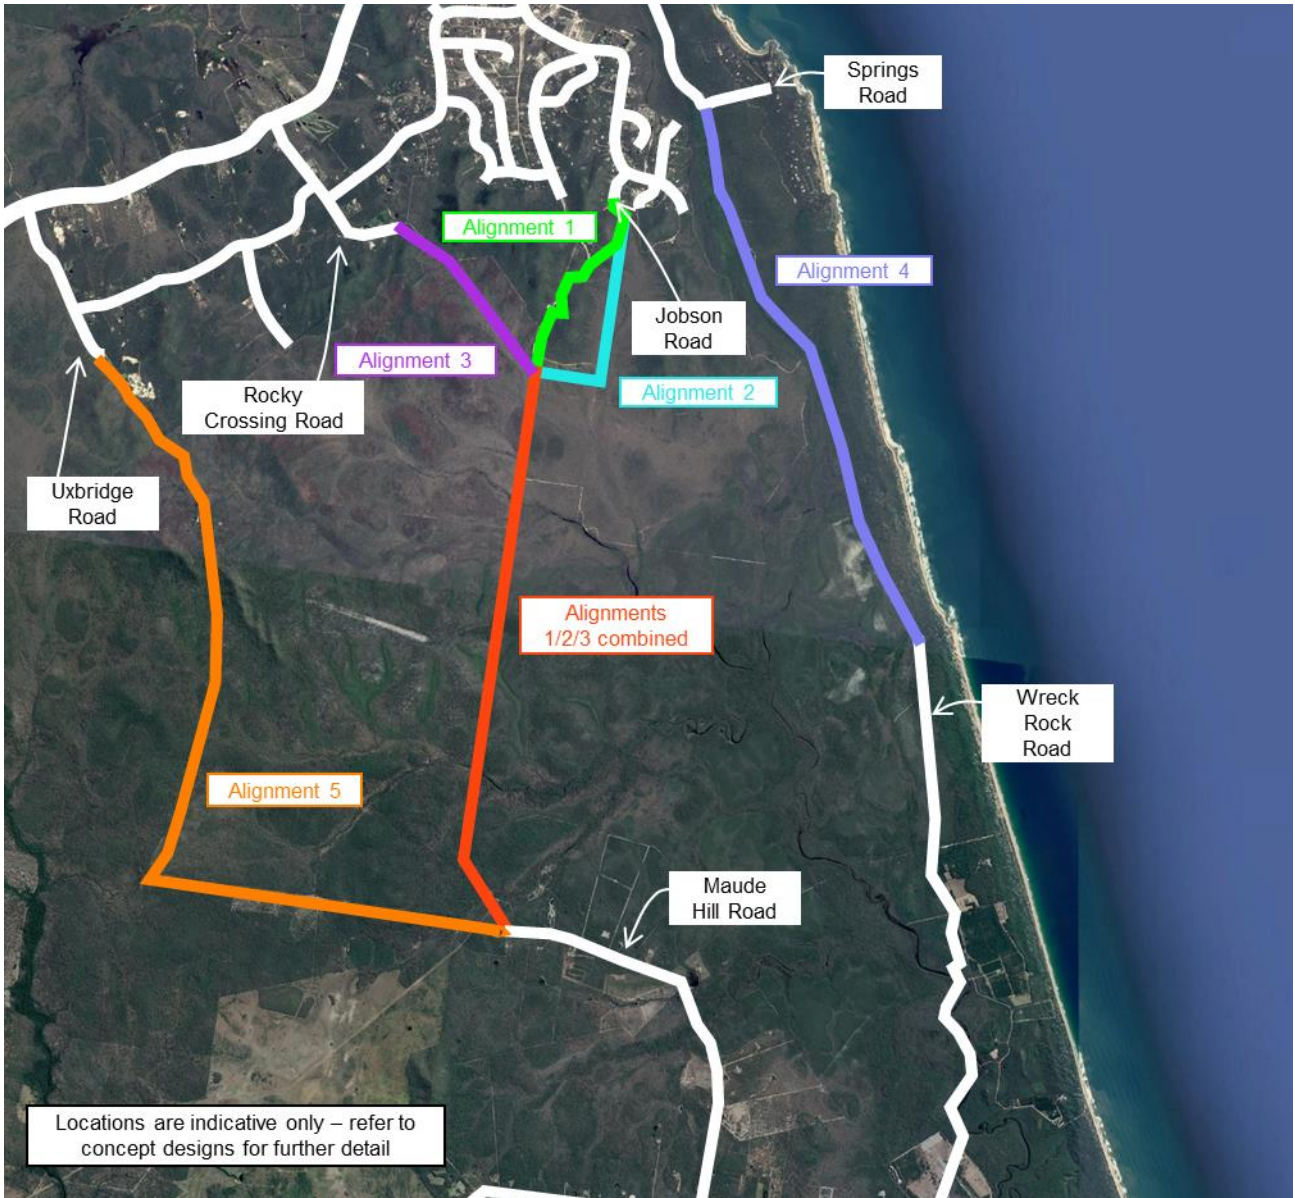 Springs
Road
Alignment 1
Alignment 4
Jobson
Road
Alignment 3
Rocky
Crossing Road
Alignment 2
Uxbridge
Road
Alignments
1/2/3 combined
Wreck
Rock
Road
Alignment 5
Maude
Hill Road
Locations are indicative only – refer to
concept designs for further detail